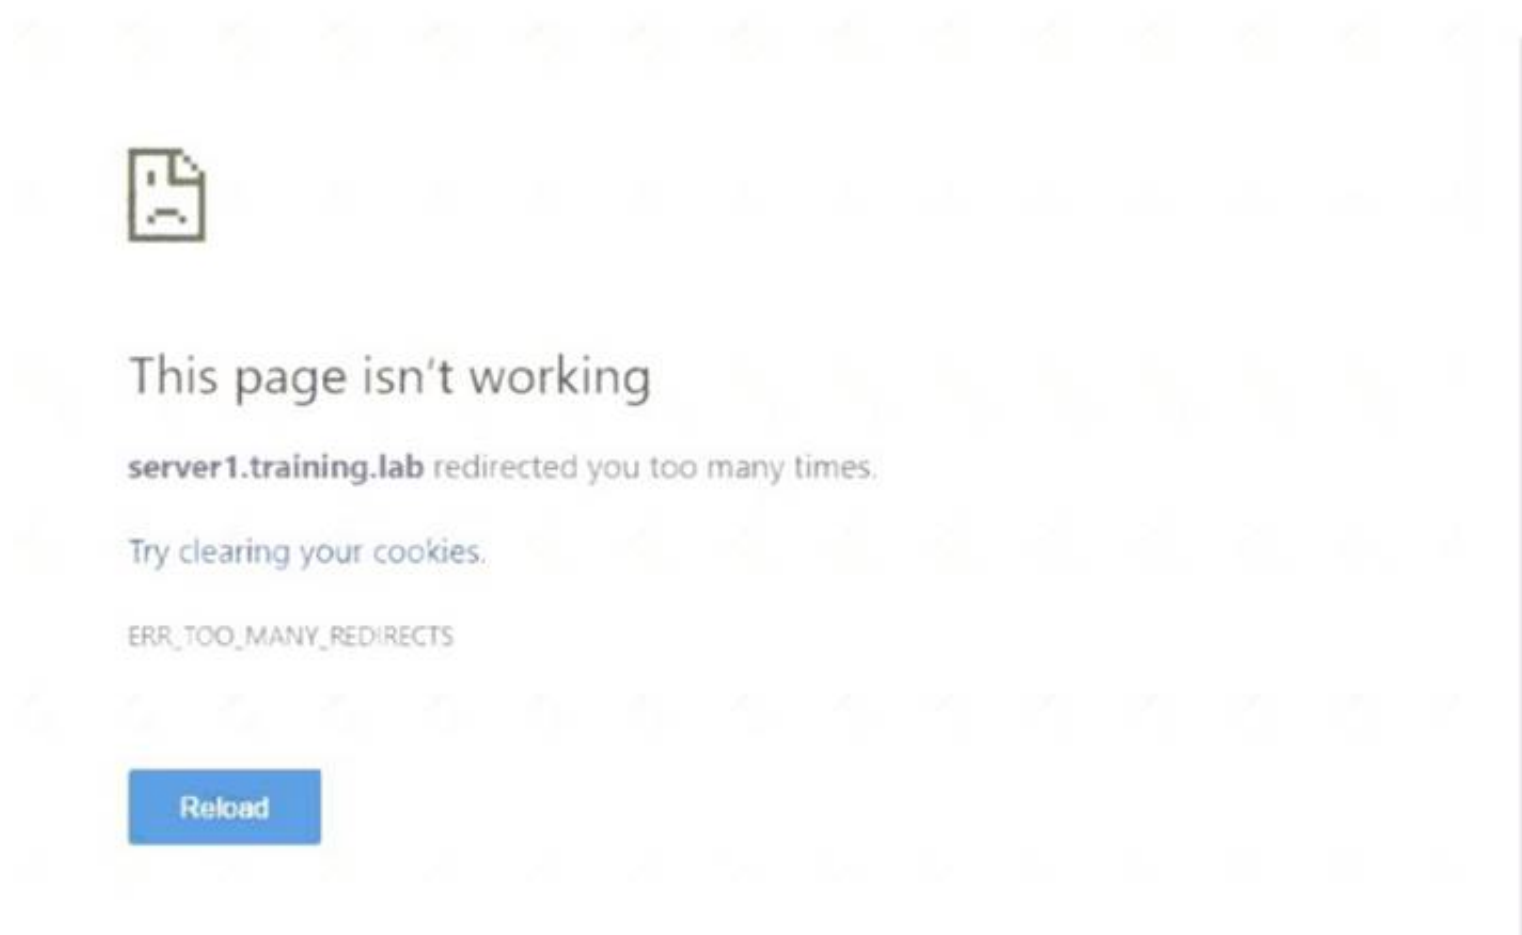 This page isn't working
server1.training.lab redirected you too many times.
Try clearing your cookies.
ERR_TOO_MANY_REDIRECTS
Reload